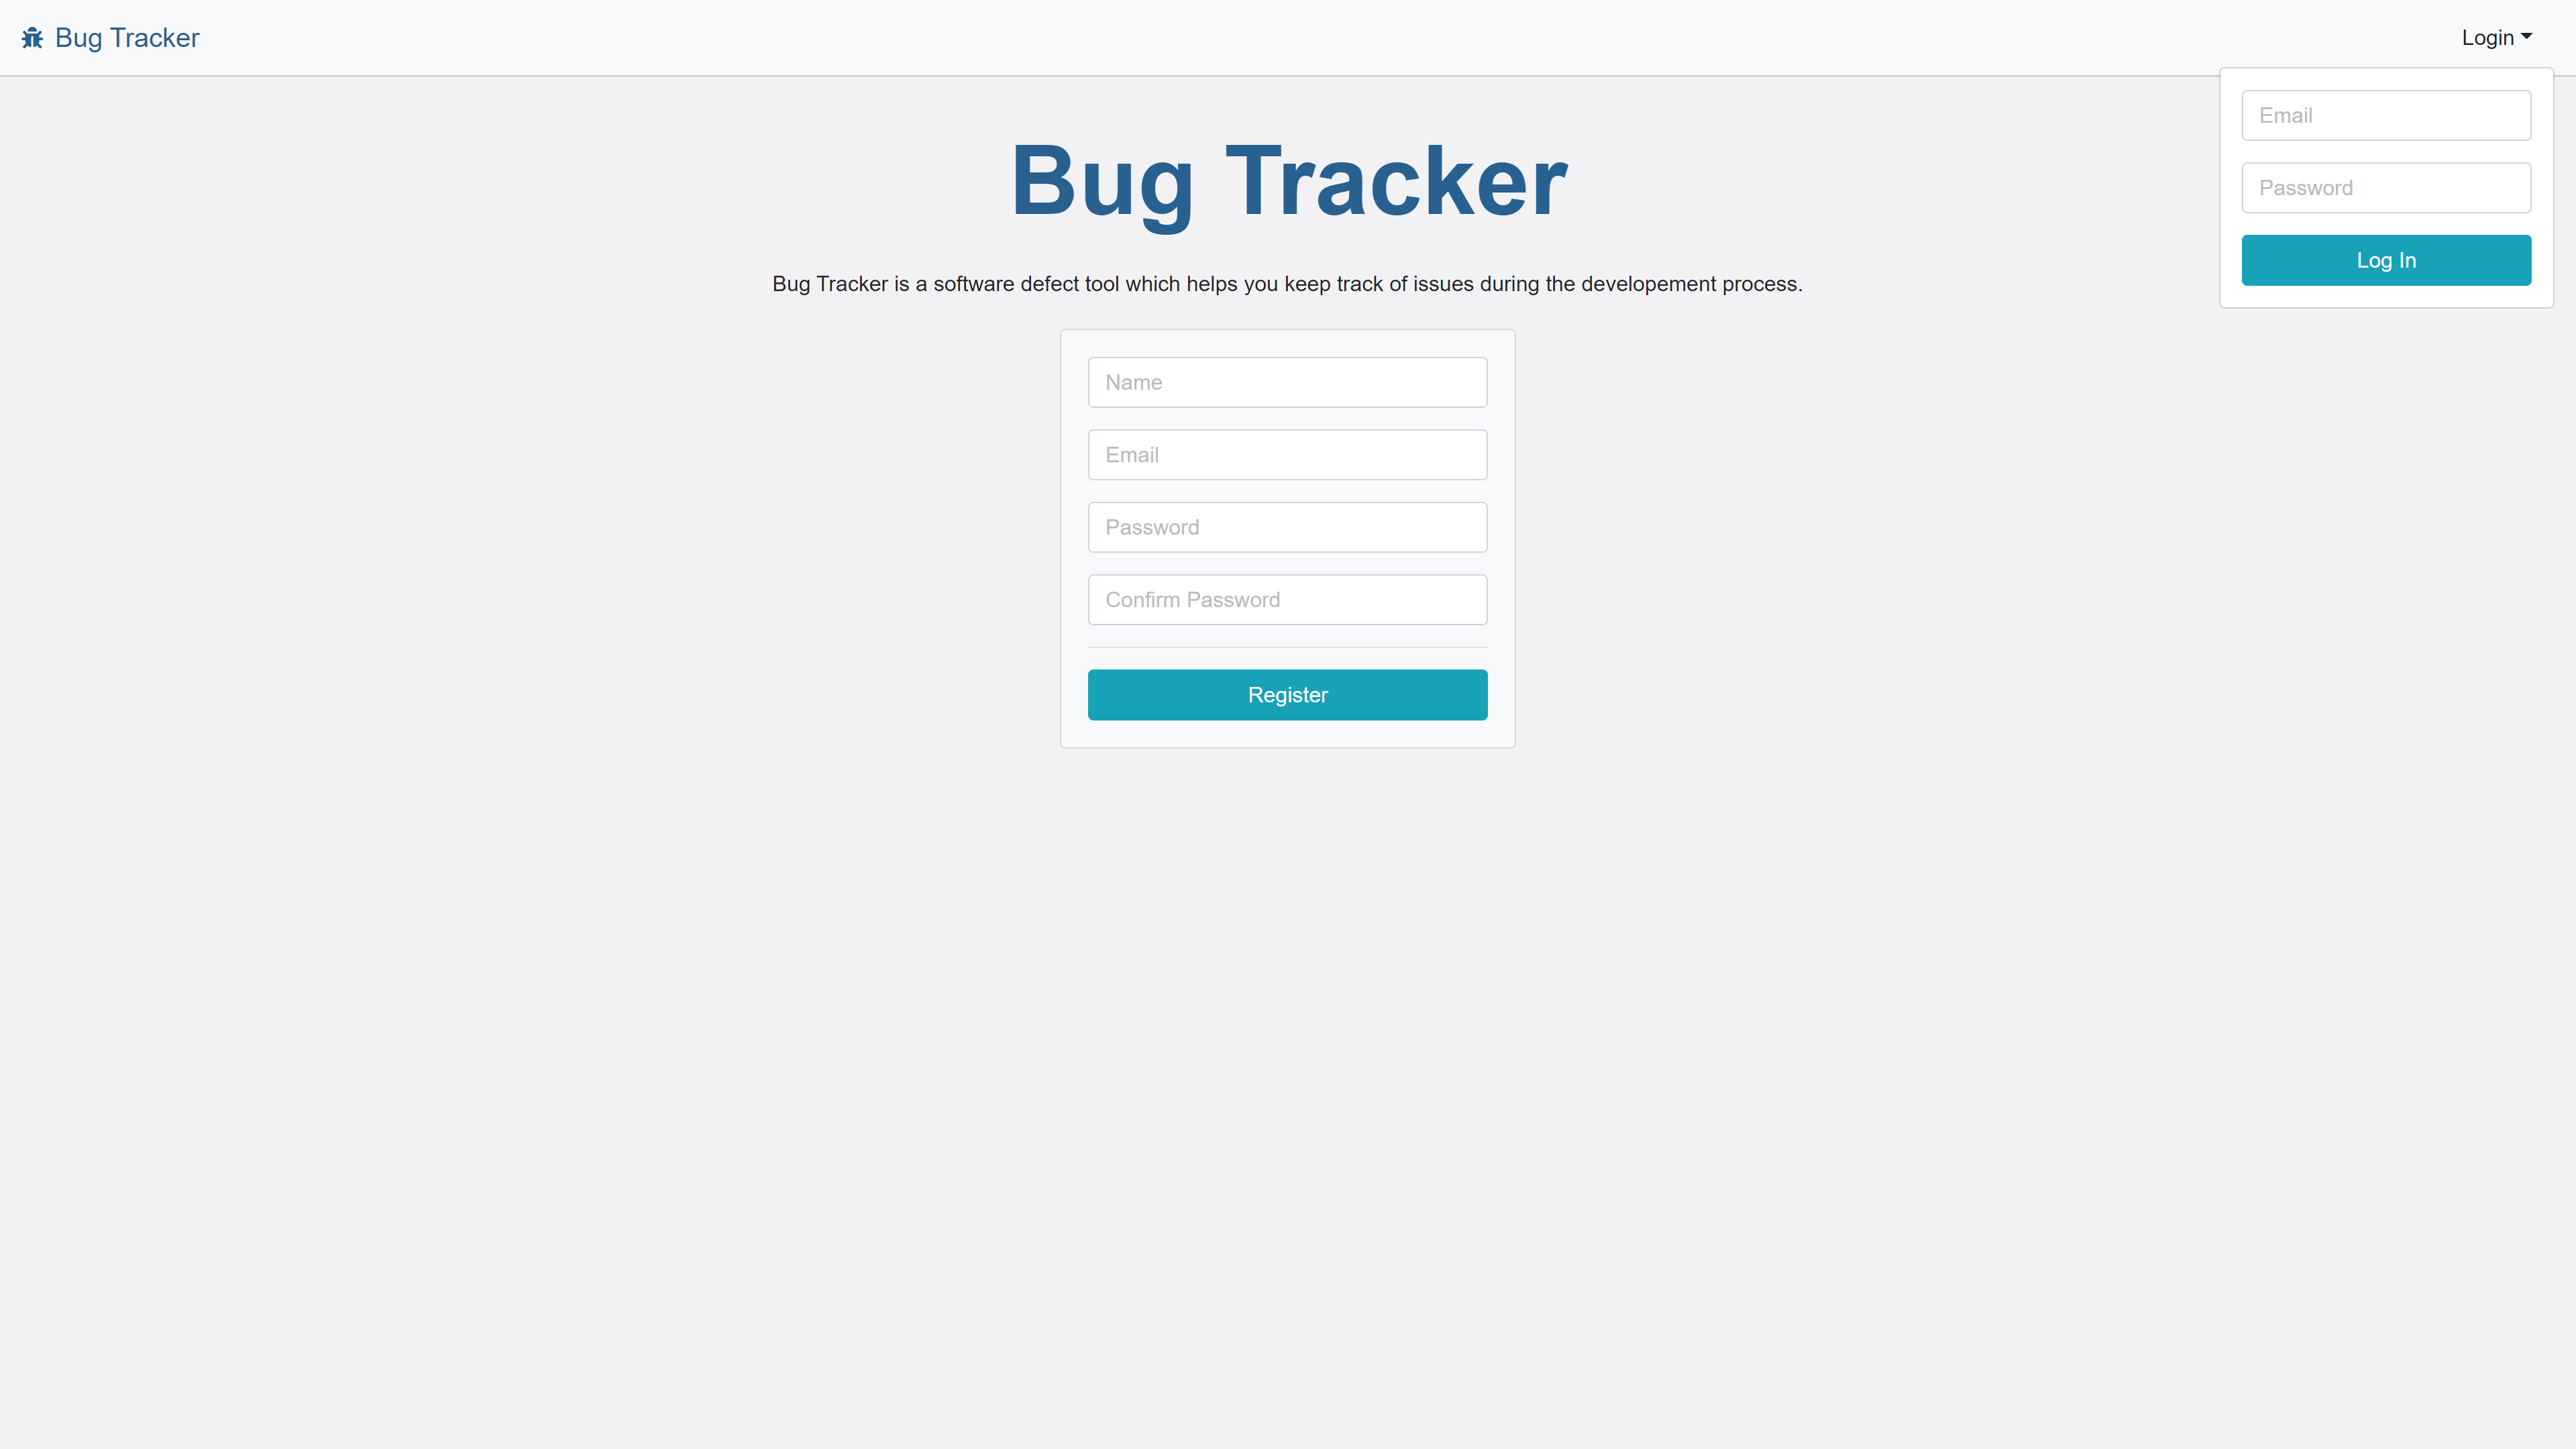 Bug Tracker
Login
Email
Password
Log In
Bug Tracker
Bug Tracker is a software defect tool which helps you keep track of issues during the developement process.
Name
Email
Password
Confirm Password
Register